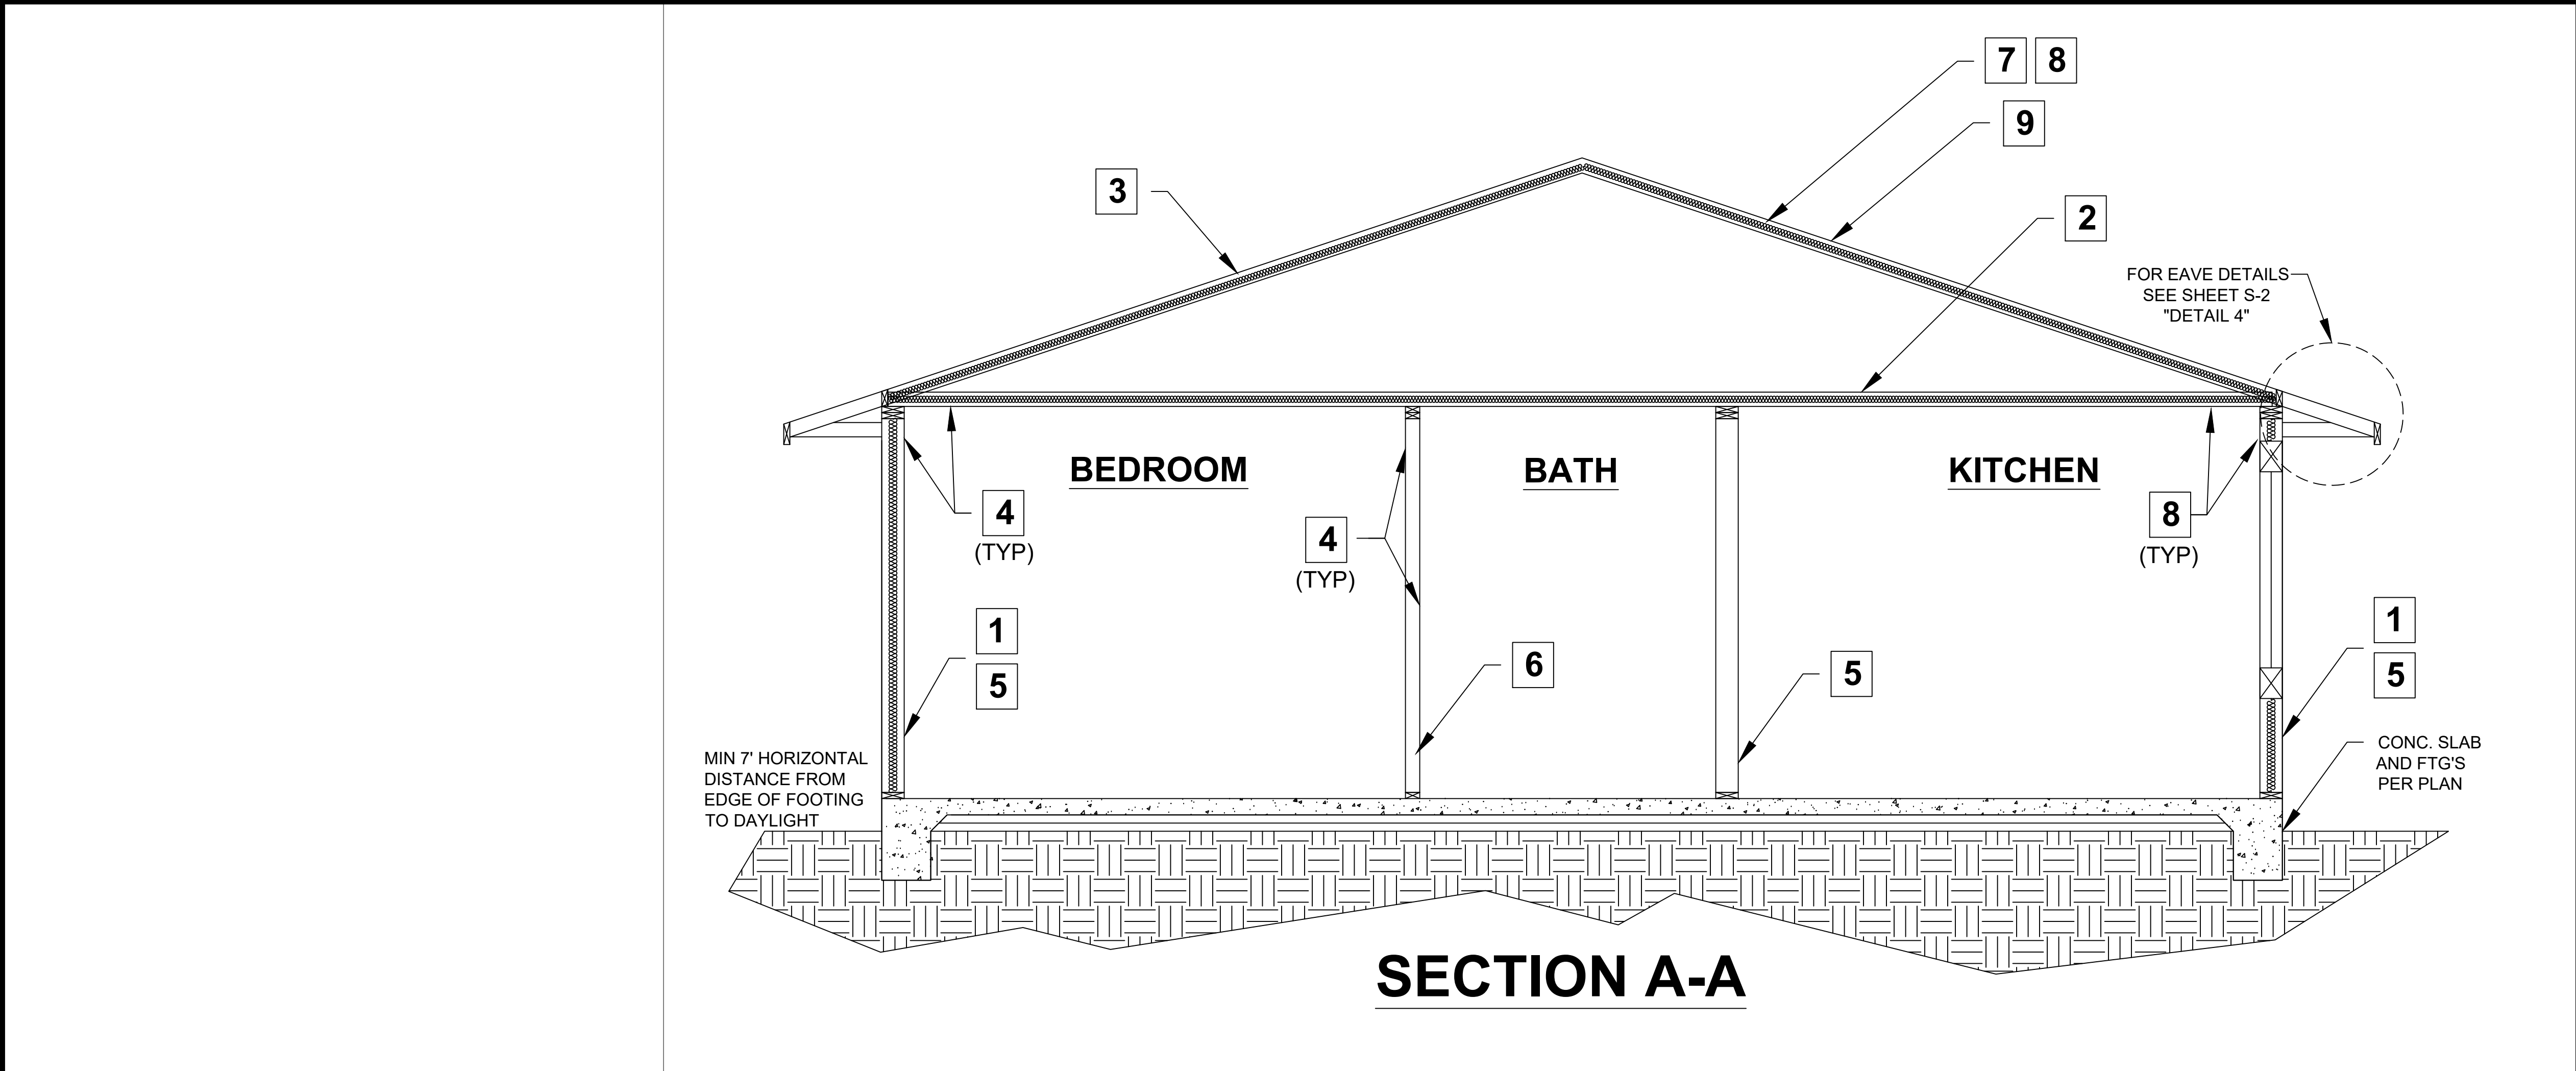 7 8
9
3
2
FOR EAVE DETAILS
SEE SHEET S-2
"DETAIL 4"
BEDROOM
BATH
KITCHEN
4
(TYP)
4
(TYP)
8
(TYP)
1
5
6
5
1
5
MIN 7' HORIZONTAL
DISTANCE FROM
EDGE OF FOOTING
TO DAYLIGHT
CONC. SLAB
AND FTG'S
PER PLAN
SECTION A-A